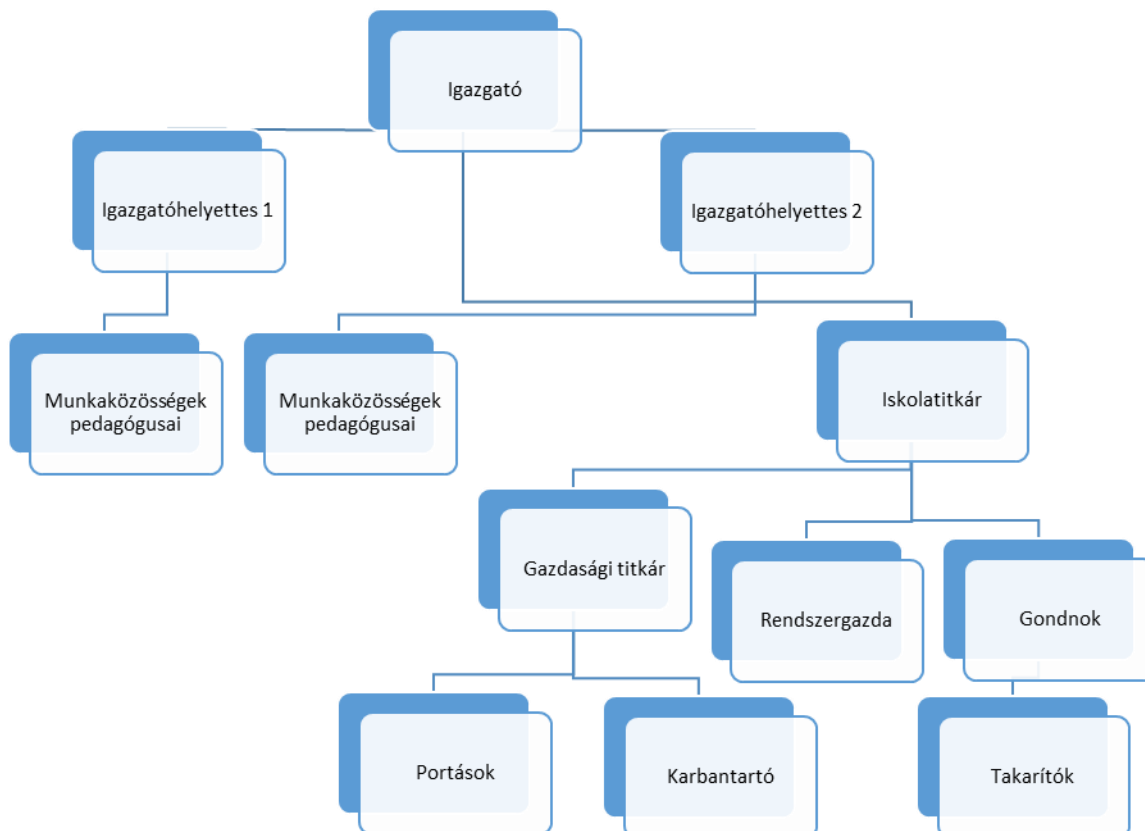 Igazgató
Igazgatóhelyettes 1
Igazgatóhelyettes 2
Munkaközösségek
pedagógusai
Munkaközösségek
pedagógusai
Iskolatitkár
Gazdasági titkár
Rendszergazda
Gondnok
Portások
Karbantartó
Takarítók